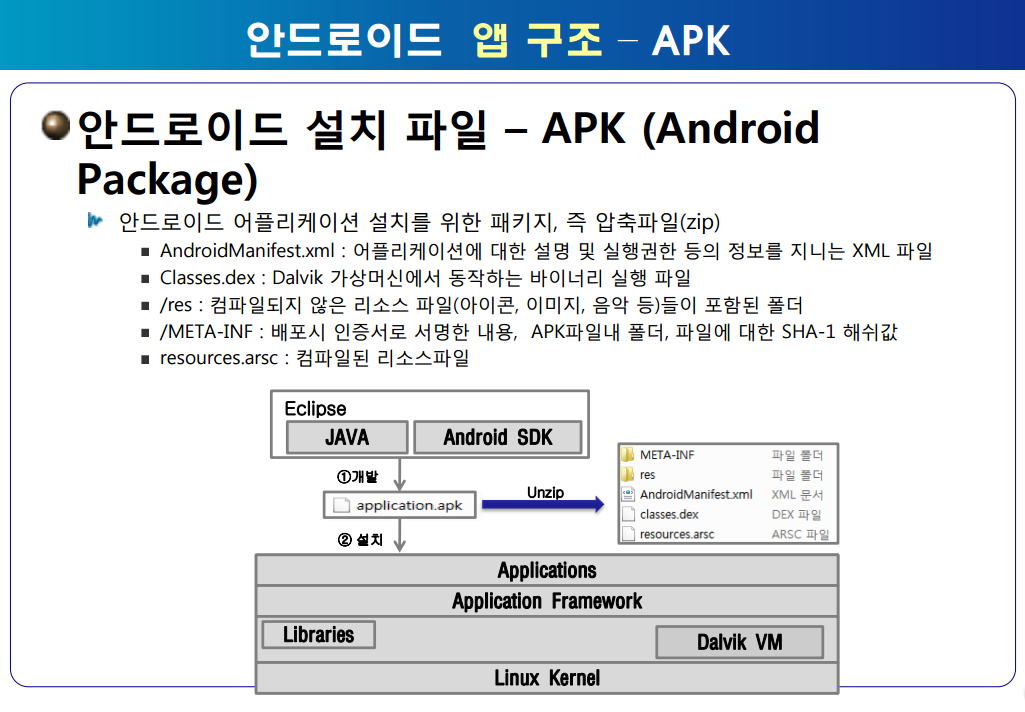 안드로이드 앱 구조 – APK
안드로이드 설치 파일 – APK (Android
Package)
안드로이드 어플리케이션 설치를 위한 패키지, 즉 압축파일(zip)
AndroidManifest.xml : 어플리케이션에 대한 설명 및 실행권한 등의 정보를 지니는 XML 파일
Classes.dex : Dalvik 가상머신에서 동작하는 바이너리 실행 파일
/res : 컴파일되지 않은 리소스 파일(아이콘, 이미지, 음악 등)들이 포함된 폴더
/META-INF : 배포시 인증서로 서명한 내용, APK파일내 폴더, 파일에 대한 SHA-1 해쉬값
resources.arsc : 컴파일된 리소스파일
Eclipse
JAVA
Android SDK
①개발
application.apk
Unzip
META-INF 파일 폴더
res 파일 폴더
AndroidManifest.xml XML 문서
classes.dex DEX 파일
resources.arsc ARSC 파일
② 설치
Applications
Application Framework
Libraries
Dalvik VM
Linux Kernel